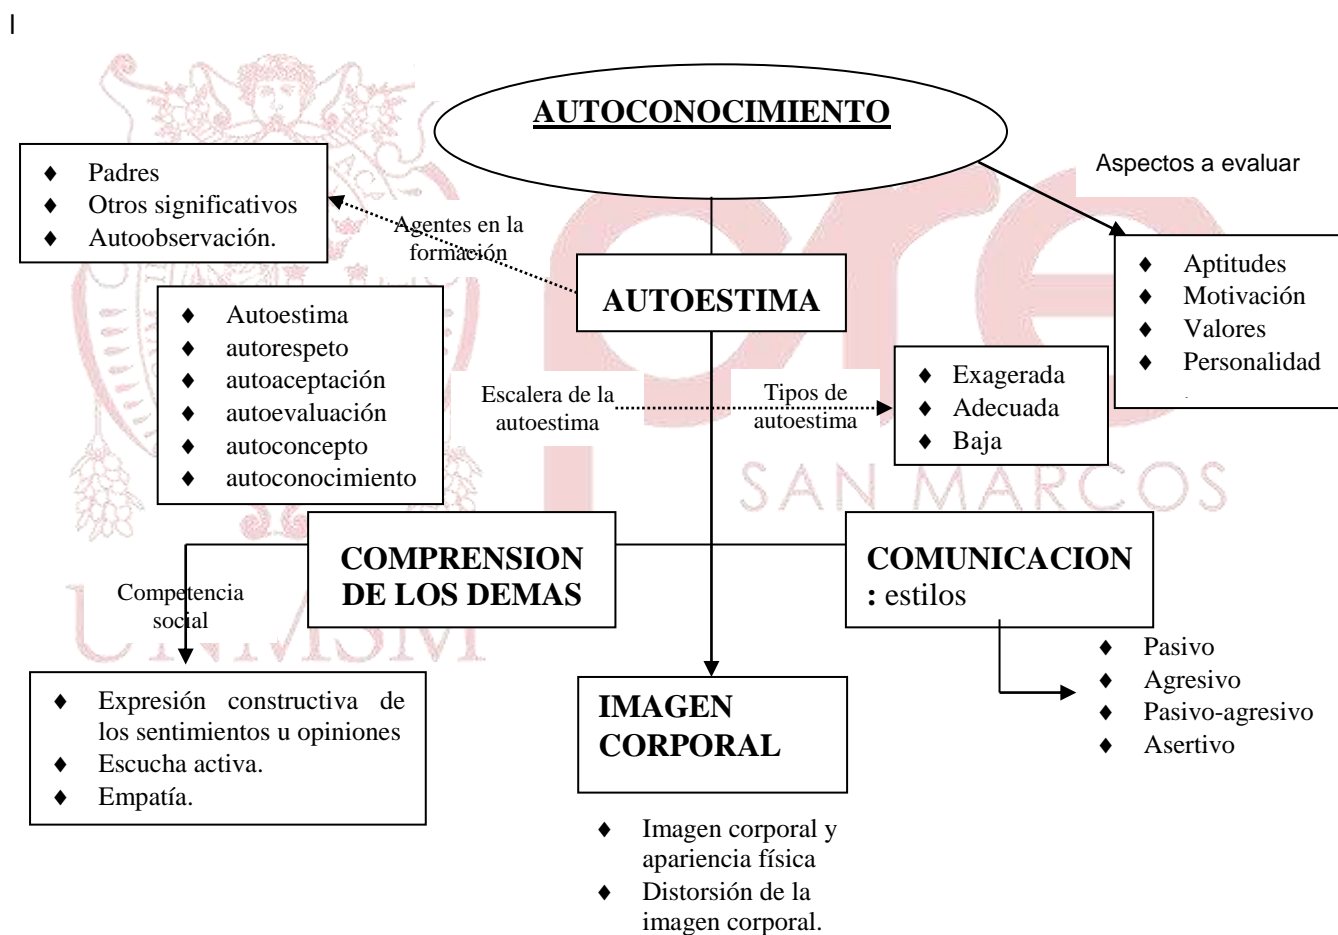 l
AUTOCONOCIMIENTO
Aspectos a evaluar
♦ Padres
♦ Otros significativos
♦ Autoobservación.
Agentes en la
formación
♦ Aptitudes
♦ Motivación
♦ Valores
♦ Personalidad
.
AUTOESTIMA
♦ Autoestima
♦ autorespeto
♦ autoaceptación
♦ autoevaluación
♦ autoconcepto
♦ autoconocimiento
Escalera de la
autoestima
Tipos de
autoestima
♦ Exagerada
♦ Adecuada
♦ Baja
pre
SAN MARCOS
COMPRENSION
DE LOS DEMAS
COMUNICACION
: estilos
Competencia
social
UNMSM
♦ Pasivo
♦ Agresivo
♦ Pasivo-agresivo
♦ Asertivo
♦ Expresión constructiva de
los sentimientos u opiniones
♦ Escucha activa.
♦ Empatía.
IMAGEN
CORPORAL
♦ Imagen corporal y
apariencia física
♦ Distorsión de la
imagen corporal.